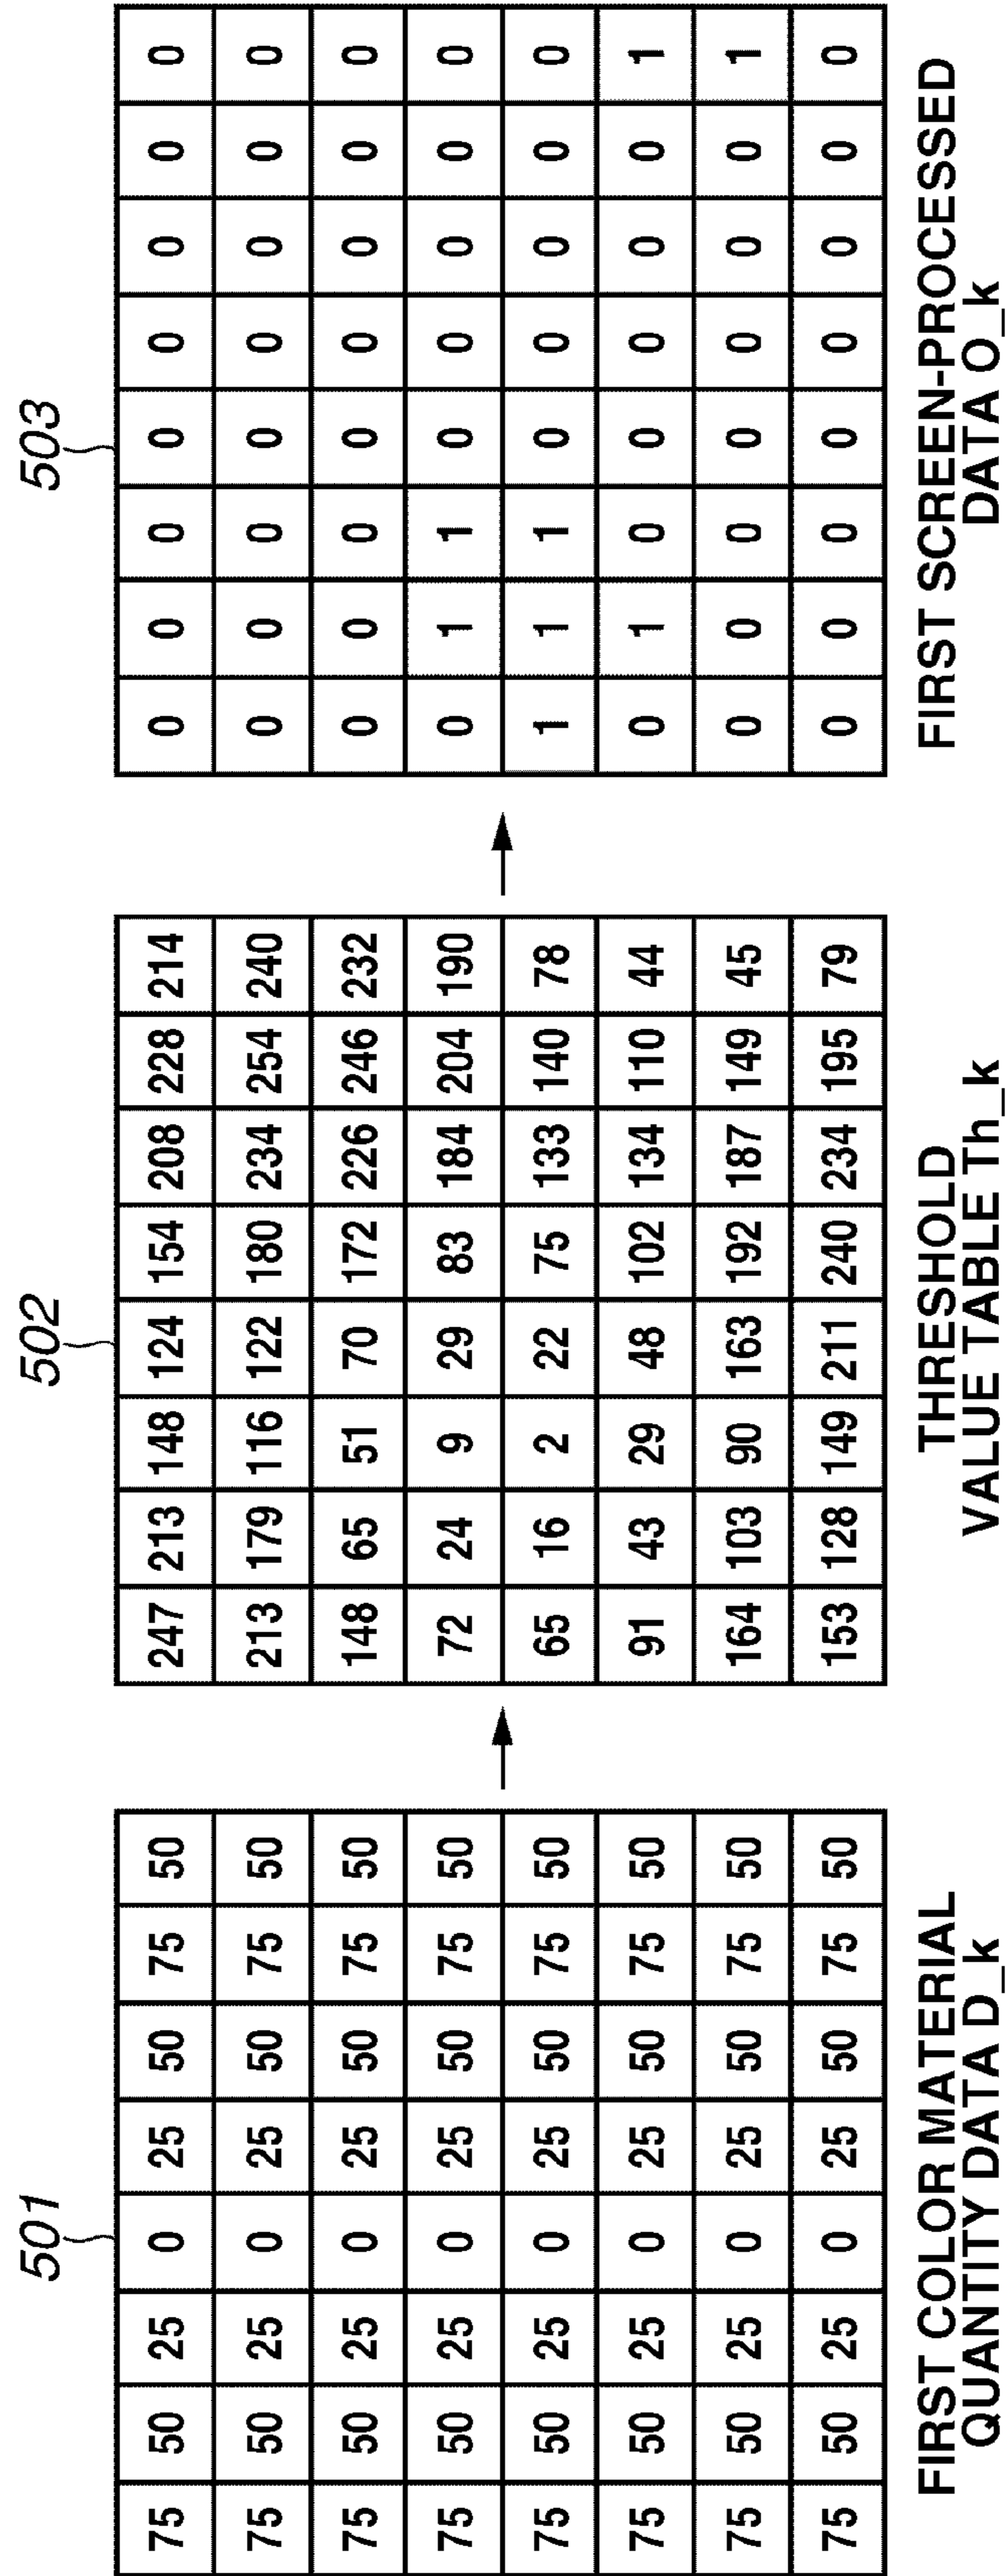 501
75 50 25 0 25 50 75 50
75 50 25 0 25 50 75 50
75 50 25 0 25 50 75 50
75 50 25 0 25 50 75 50
75 50 25 0 25 50 75 50
75 50 25 0 25 50 75 50
75 50 25 0 25 50 75 50
75 50 25 0 25 50 75 50
FIRST COLOR MATERIAL
QUANTITY DATA D_k
502
247 213 148 124 154 208 228 214
213 179 116 122 180 234 254 240
148 65 51 70 172 226 246 232
72 24 9 29 83 184 204 190
65 16 2 22 75 133 140 78
91 43 29 48 102 134 110 44
164 103 90 163 192 187 149 45
153 128 149 211 240 234 195 79
THRESHOLD
VALUE TABLE Th_k
503
0 0 0 0 0 0 0 0
0 0 0 0 0 0 0 0
0 0 0 0 0 0 0 0
0 1 1 0 0 0 0 0
1 1 1 0 0 0 0 0
0 1 0 0 0 0 0 1
0 0 0 0 0 0 0 1
0 0 0 0 0 0 0 0
FIRST SCREEN-PROCESSED
DATA O_k